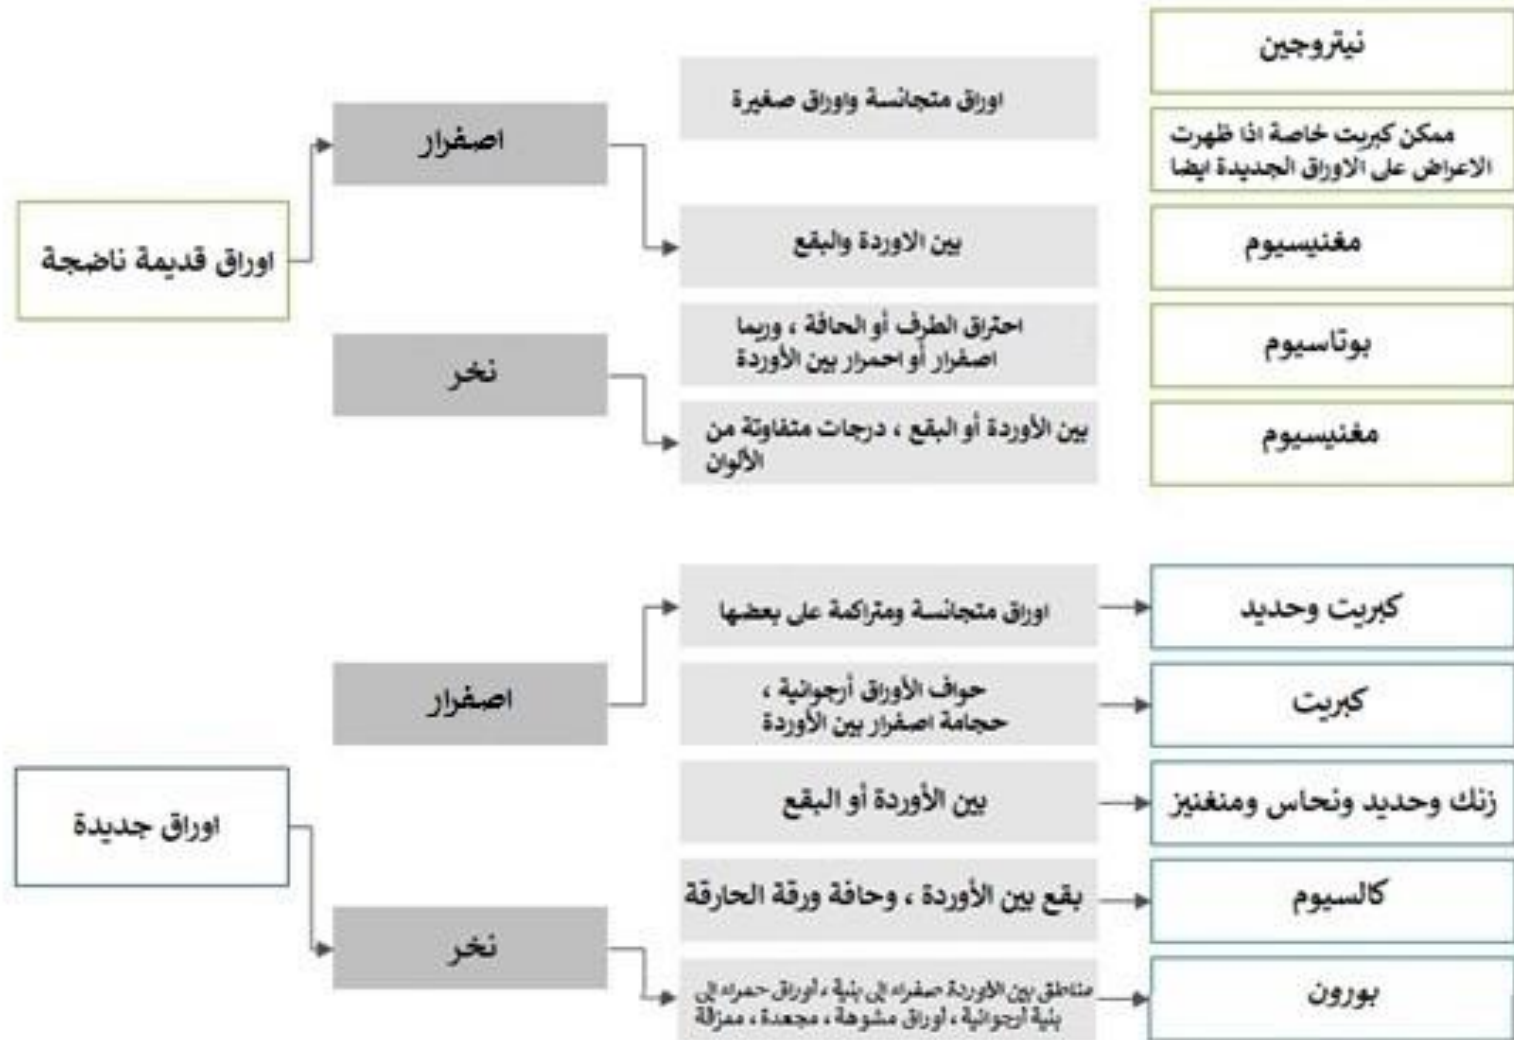 اوراق قديمة ناضجة
اصفرار
اوراق متجانسة واوراق صغيرة
نيتروجين
ممكن كبريت خاصة اذا ظهرت
الاعراض على الاوراق الجديدة ايضا
بين الاوردة والبقع
مغنيسيوم
نخر
احتراق الطرف أو الحافة ، وربما
اصفرار أو احمرار بين الأوردة
بوتاسيوم
بين الأوردة أو البقع ، درجات متفاوتة من
الألوان
مغنيسيوم
اوراق جديدة
اصفرار
اوراق متجانسة ومتراكمة على بعضها
كبريت وحديد
حواف الأوراق أرجوانية ،
حجامة اصفرار بين الأوردة
كبريت
بين الأوردة أو البقع
زنك وحديد ونحاس ومنغنيز
نخر
بقع بين الأوردة ، وحافة ورقة الحارقة
كالسيوم
مناطق بين الأوردة صفراء إلى بنية ، أوراق حمراء إلى
بنية أرجوانية ، أوراق مشوهة ، مجعدة ، ممزقة
بورون